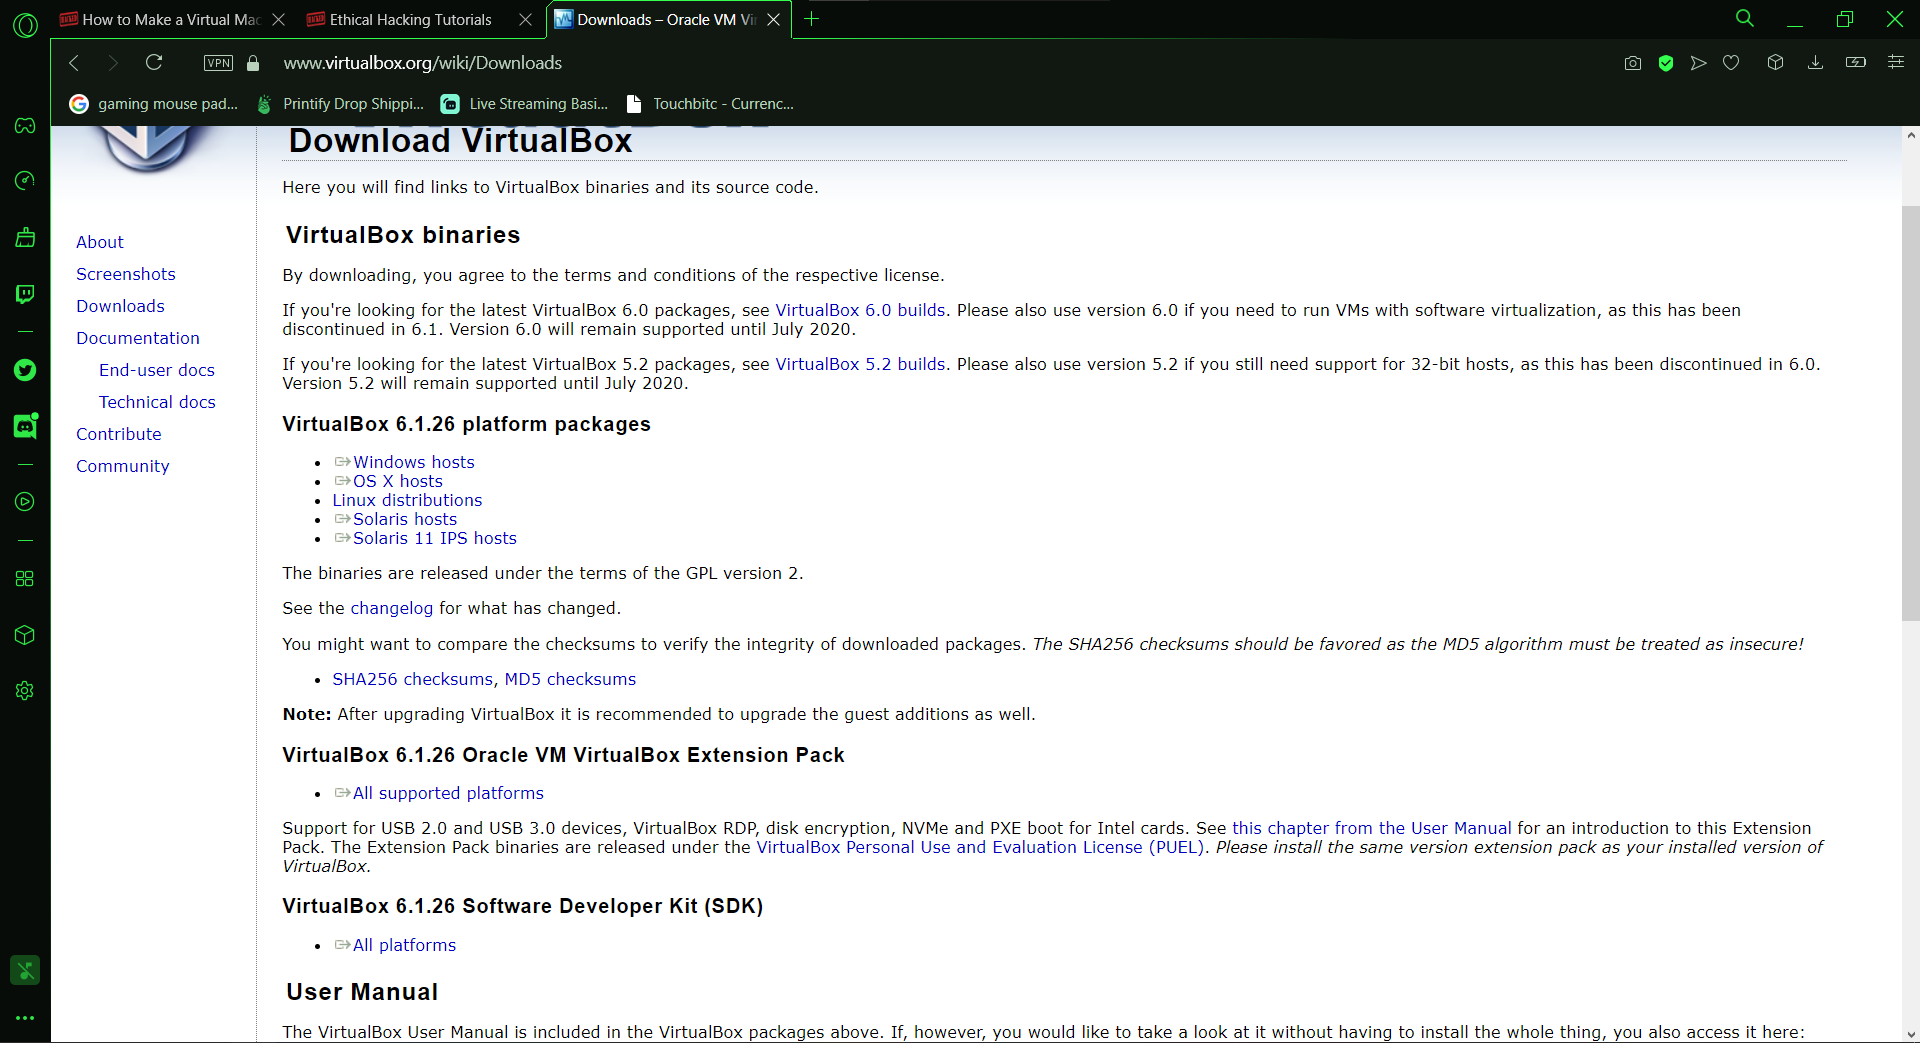 How to Make a Virtual Mac
Ethical Hacking Tutorials
Downloads – Oracle VM Vi
VPN
www.virtualbox.org/wiki/Downloads
gaming mouse pad...
Printify Drop Shippi...
Live Streaming Basi...
Touchbitc - Currenc...
Download VirtualBox
Here you will find links to VirtualBox binaries and its source code.
About
Screenshots
Downloads
Documentation
End-user docs
Technical docs
Contribute
Community
VirtualBox binaries
By downloading, you agree to the terms and conditions of the respective license.
If you're looking for the latest VirtualBox 6.0 packages, see VirtualBox 6.0 builds. Please also use version 6.0 if you need to run VMs with software virtualization, as this has been
discontinued in 6.1. Version 6.0 will remain supported until July 2020.
If you're looking for the latest VirtualBox 5.2 packages, see VirtualBox 5.2 builds. Please also use version 5.2 if you still need support for 32-bit hosts, as this has been discontinued in 6.0.
Version 5.2 will remain supported until July 2020.
VirtualBox 6.1.26 platform packages
Windows hosts
OS X hosts
Linux distributions
Solaris hosts
Solaris 11 IPS hosts
The binaries are released under the terms of the GPL version 2.
See the changelog for what has changed.
You might want to compare the checksums to verify the integrity of downloaded packages. The SHA256 checksums should be favored as the MD5 algorithm must be treated as insecure!
SHA256 checksums, MD5 checksums
Note: After upgrading VirtualBox it is recommended to upgrade the guest additions as well.
VirtualBox 6.1.26 Oracle VM VirtualBox Extension Pack
All supported platforms
Support for USB 2.0 and USB 3.0 devices, VirtualBox RDP, disk encryption, NVMe and PXE boot for Intel cards. See this chapter from the User Manual for an introduction to this Extension
Pack. The Extension Pack binaries are released under the VirtualBox Personal Use and Evaluation License (PUEL). Please install the same version extension pack as your installed version of
VirtualBox.
VirtualBox 6.1.26 Software Developer Kit (SDK)
All platforms
User Manual
The VirtualBox User Manual is included in the VirtualBox packages above. If, however, you would like to take a look at it without having to install the whole thing, you also access it here: